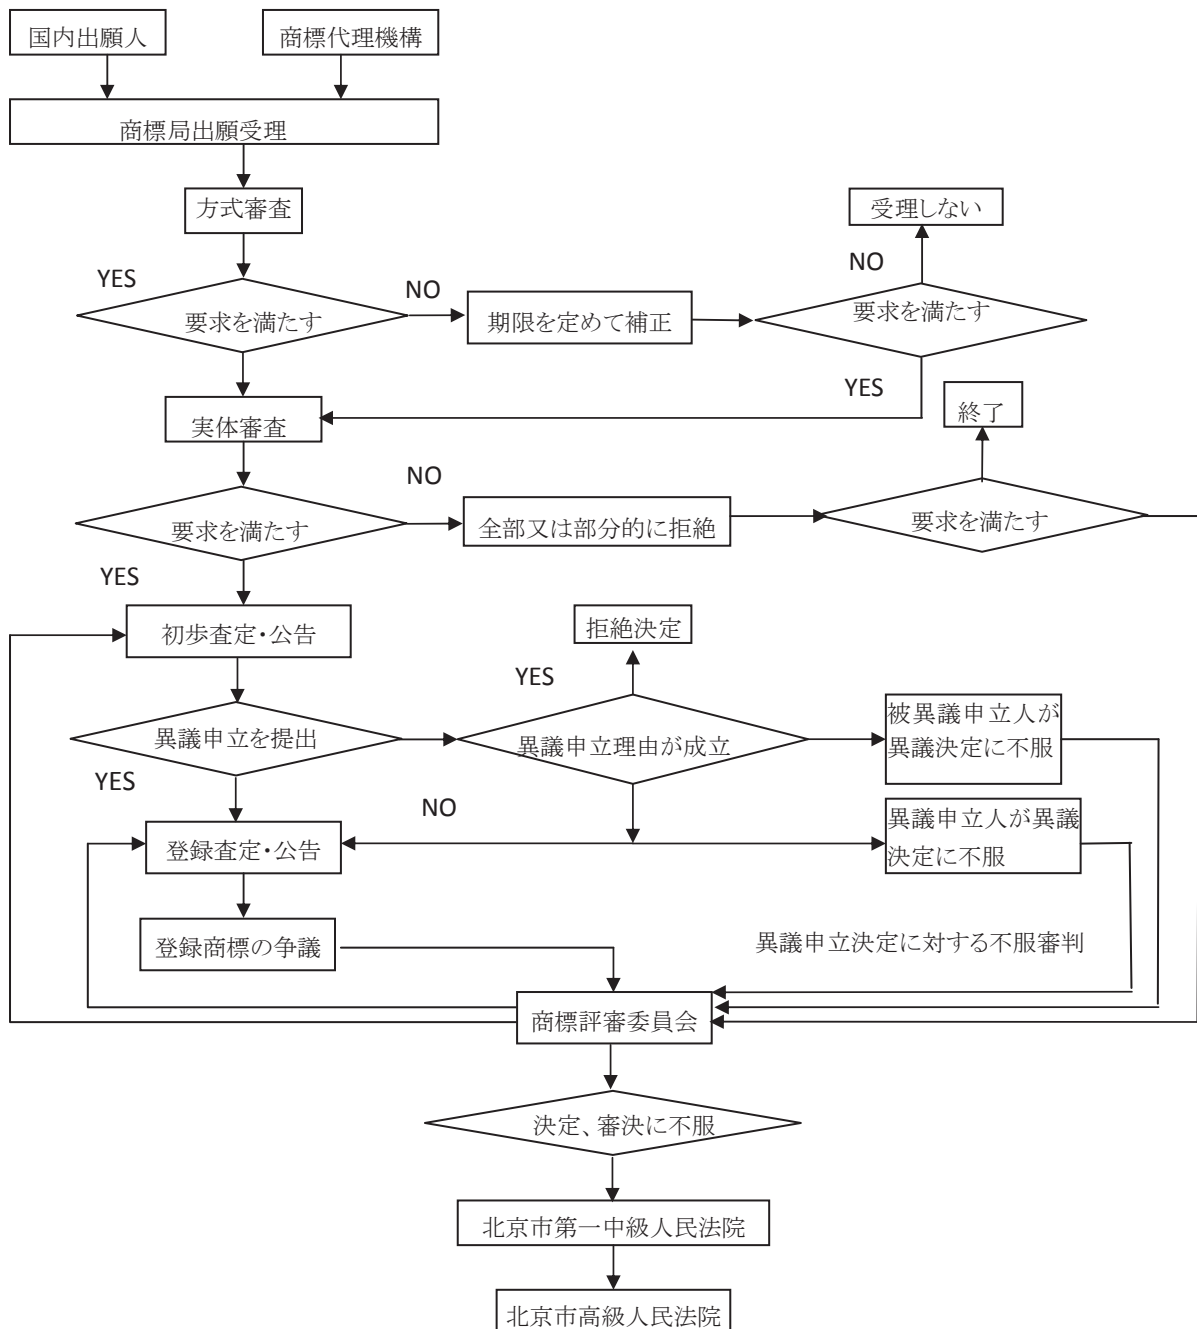 国内出願人
商標代理機構
商標局出願受理
方式審査
受理しない
YES
NO
NO
要求を満たす
期限を定めて補正
要求を満たす
YES
実体審査
終了
NO
要求を満たす
全部又は部分的に拒絶
要求を満たす
YES
初歩査定・公告
拒絶決定
YES
異議申立を提出
異議申立理由が成立
被異議申立人が
異議決定に不服
YES
NO
登録査定・公告
異議申立人が異議
決定に不服
登録商標の争議
異議申立決定に対する不服審判
商標評審委員会
決定、審決に不服
北京市第一中級人民法院
北京市高級人民法院